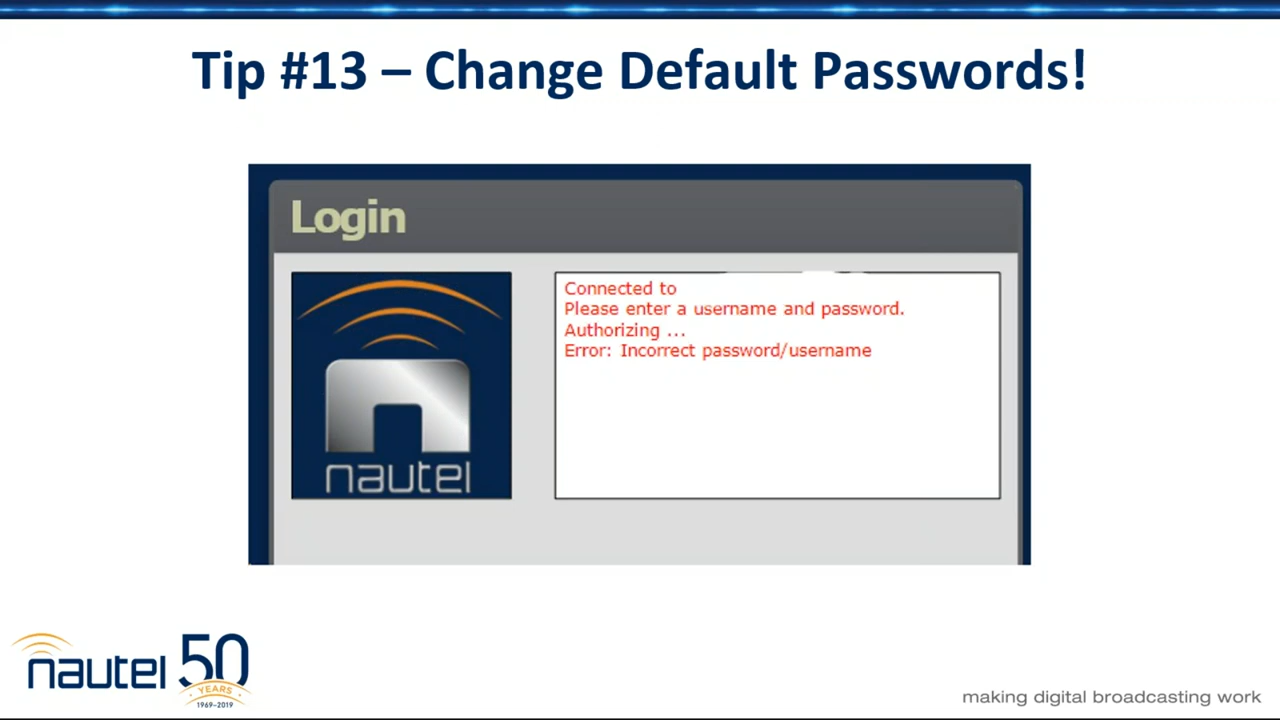 Tip #13 – Change Default Passwords!
Login
Connected to
Please enter a username and password.
Authorizing ...
Error: Incorrect password/username
nautel
nautel 50
YEARS
1969–2019
making digital broadcasting work